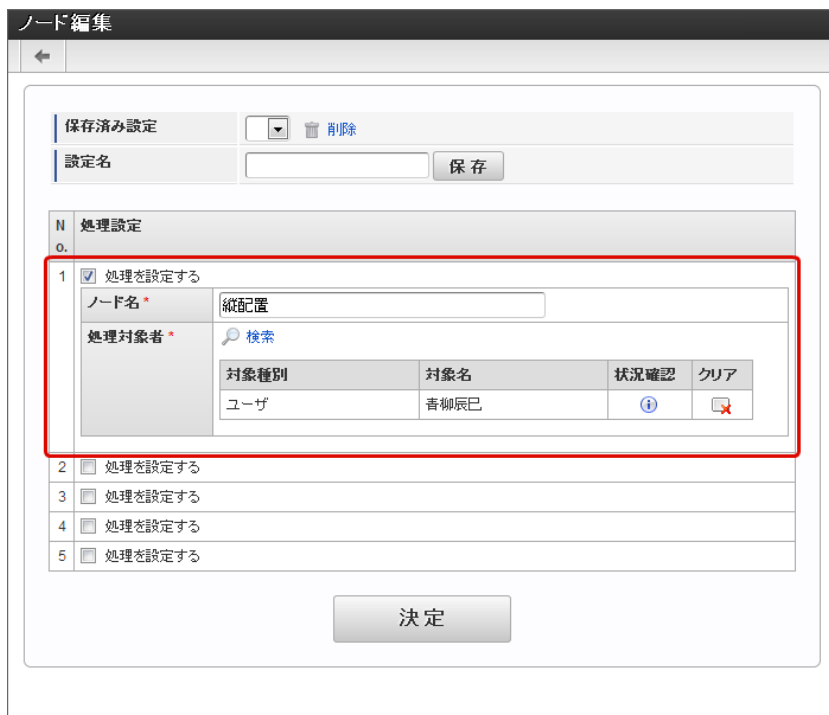 ノード編集
保存済み設定 削除
設定名 保存
No. 処理設定
1 処理を設定する
ノード名* 縦配置
処理対象者* 検索
対象種別 対象名 状況確認 クリア
ユーザ 青柳辰巳
2 処理を設定する
3 処理を設定する
4 処理を設定する
5 処理を設定する
決定